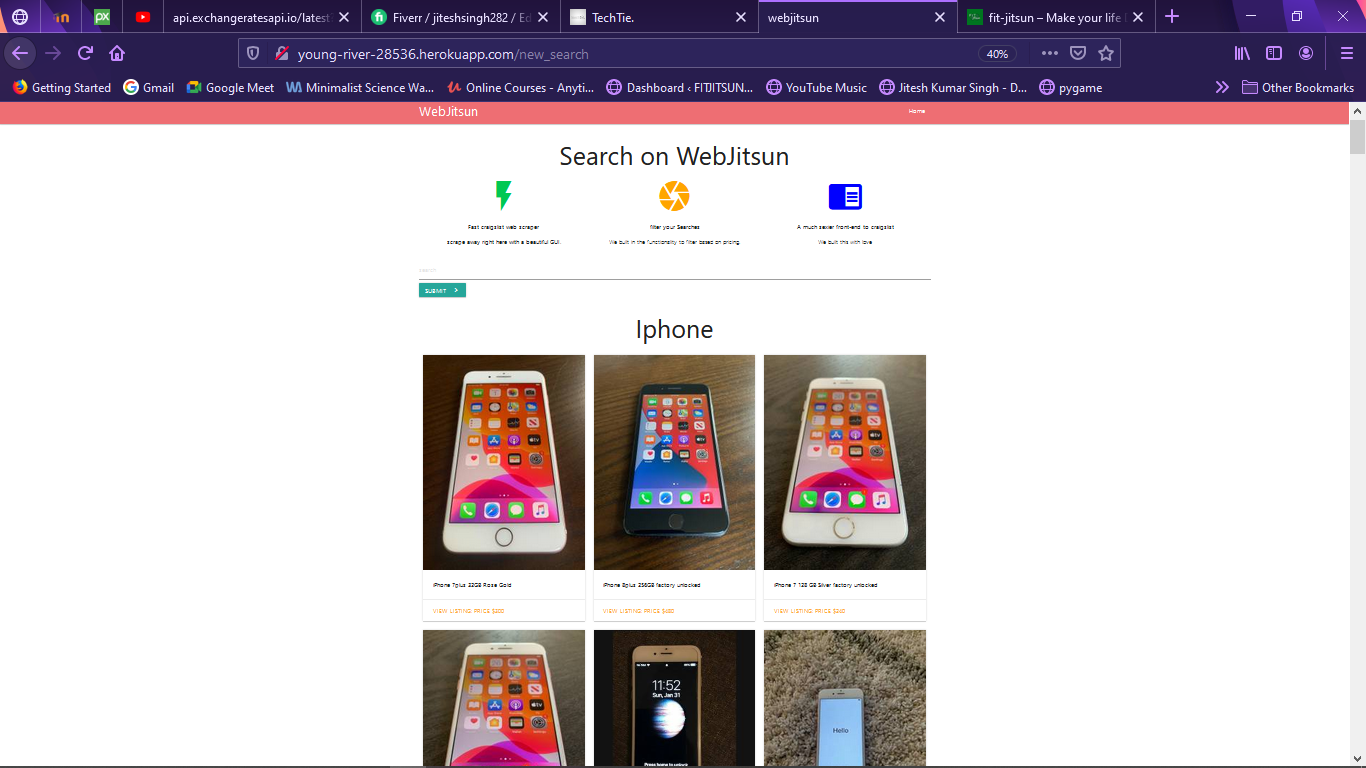 api.exchangeratesapi.io/latest
Fiverr / jiteshsingh282 / Ed
TechTie.
webjitsun
fit-jitsun – Make your life
young-river-28536.herokuapp.com/new_search
40%
Getting Started
Gmail
Google Meet
Minimalist Science Wa...
Online Courses - Anyti...
Dashboard ‹ FITJITSUN...
YouTube Music
Jitesh Kumar Singh - D...
pygame
Other Bookmarks
WebJitsun
Home
Search on WebJitsun
Fast craigslist web scraper
filter your Searches
A much sexier front-end to craigslist
scrape away right here with a beautiful GUI.
We built in the functionality to filter based on pricing.
We built this with love
search
SUBMIT
Iphone
iPhone 7plus 32GB Rose Gold
iPhone 8plus 256GB factory unlocked
iPhone 7 128 GB Silver factory unlocked
VIEW LISTING: PRICE
VIEW LISTING: PRICE
VIEW LISTING: PRICE
11:52
Sun, Jan 31
Press home to unlock
Hello